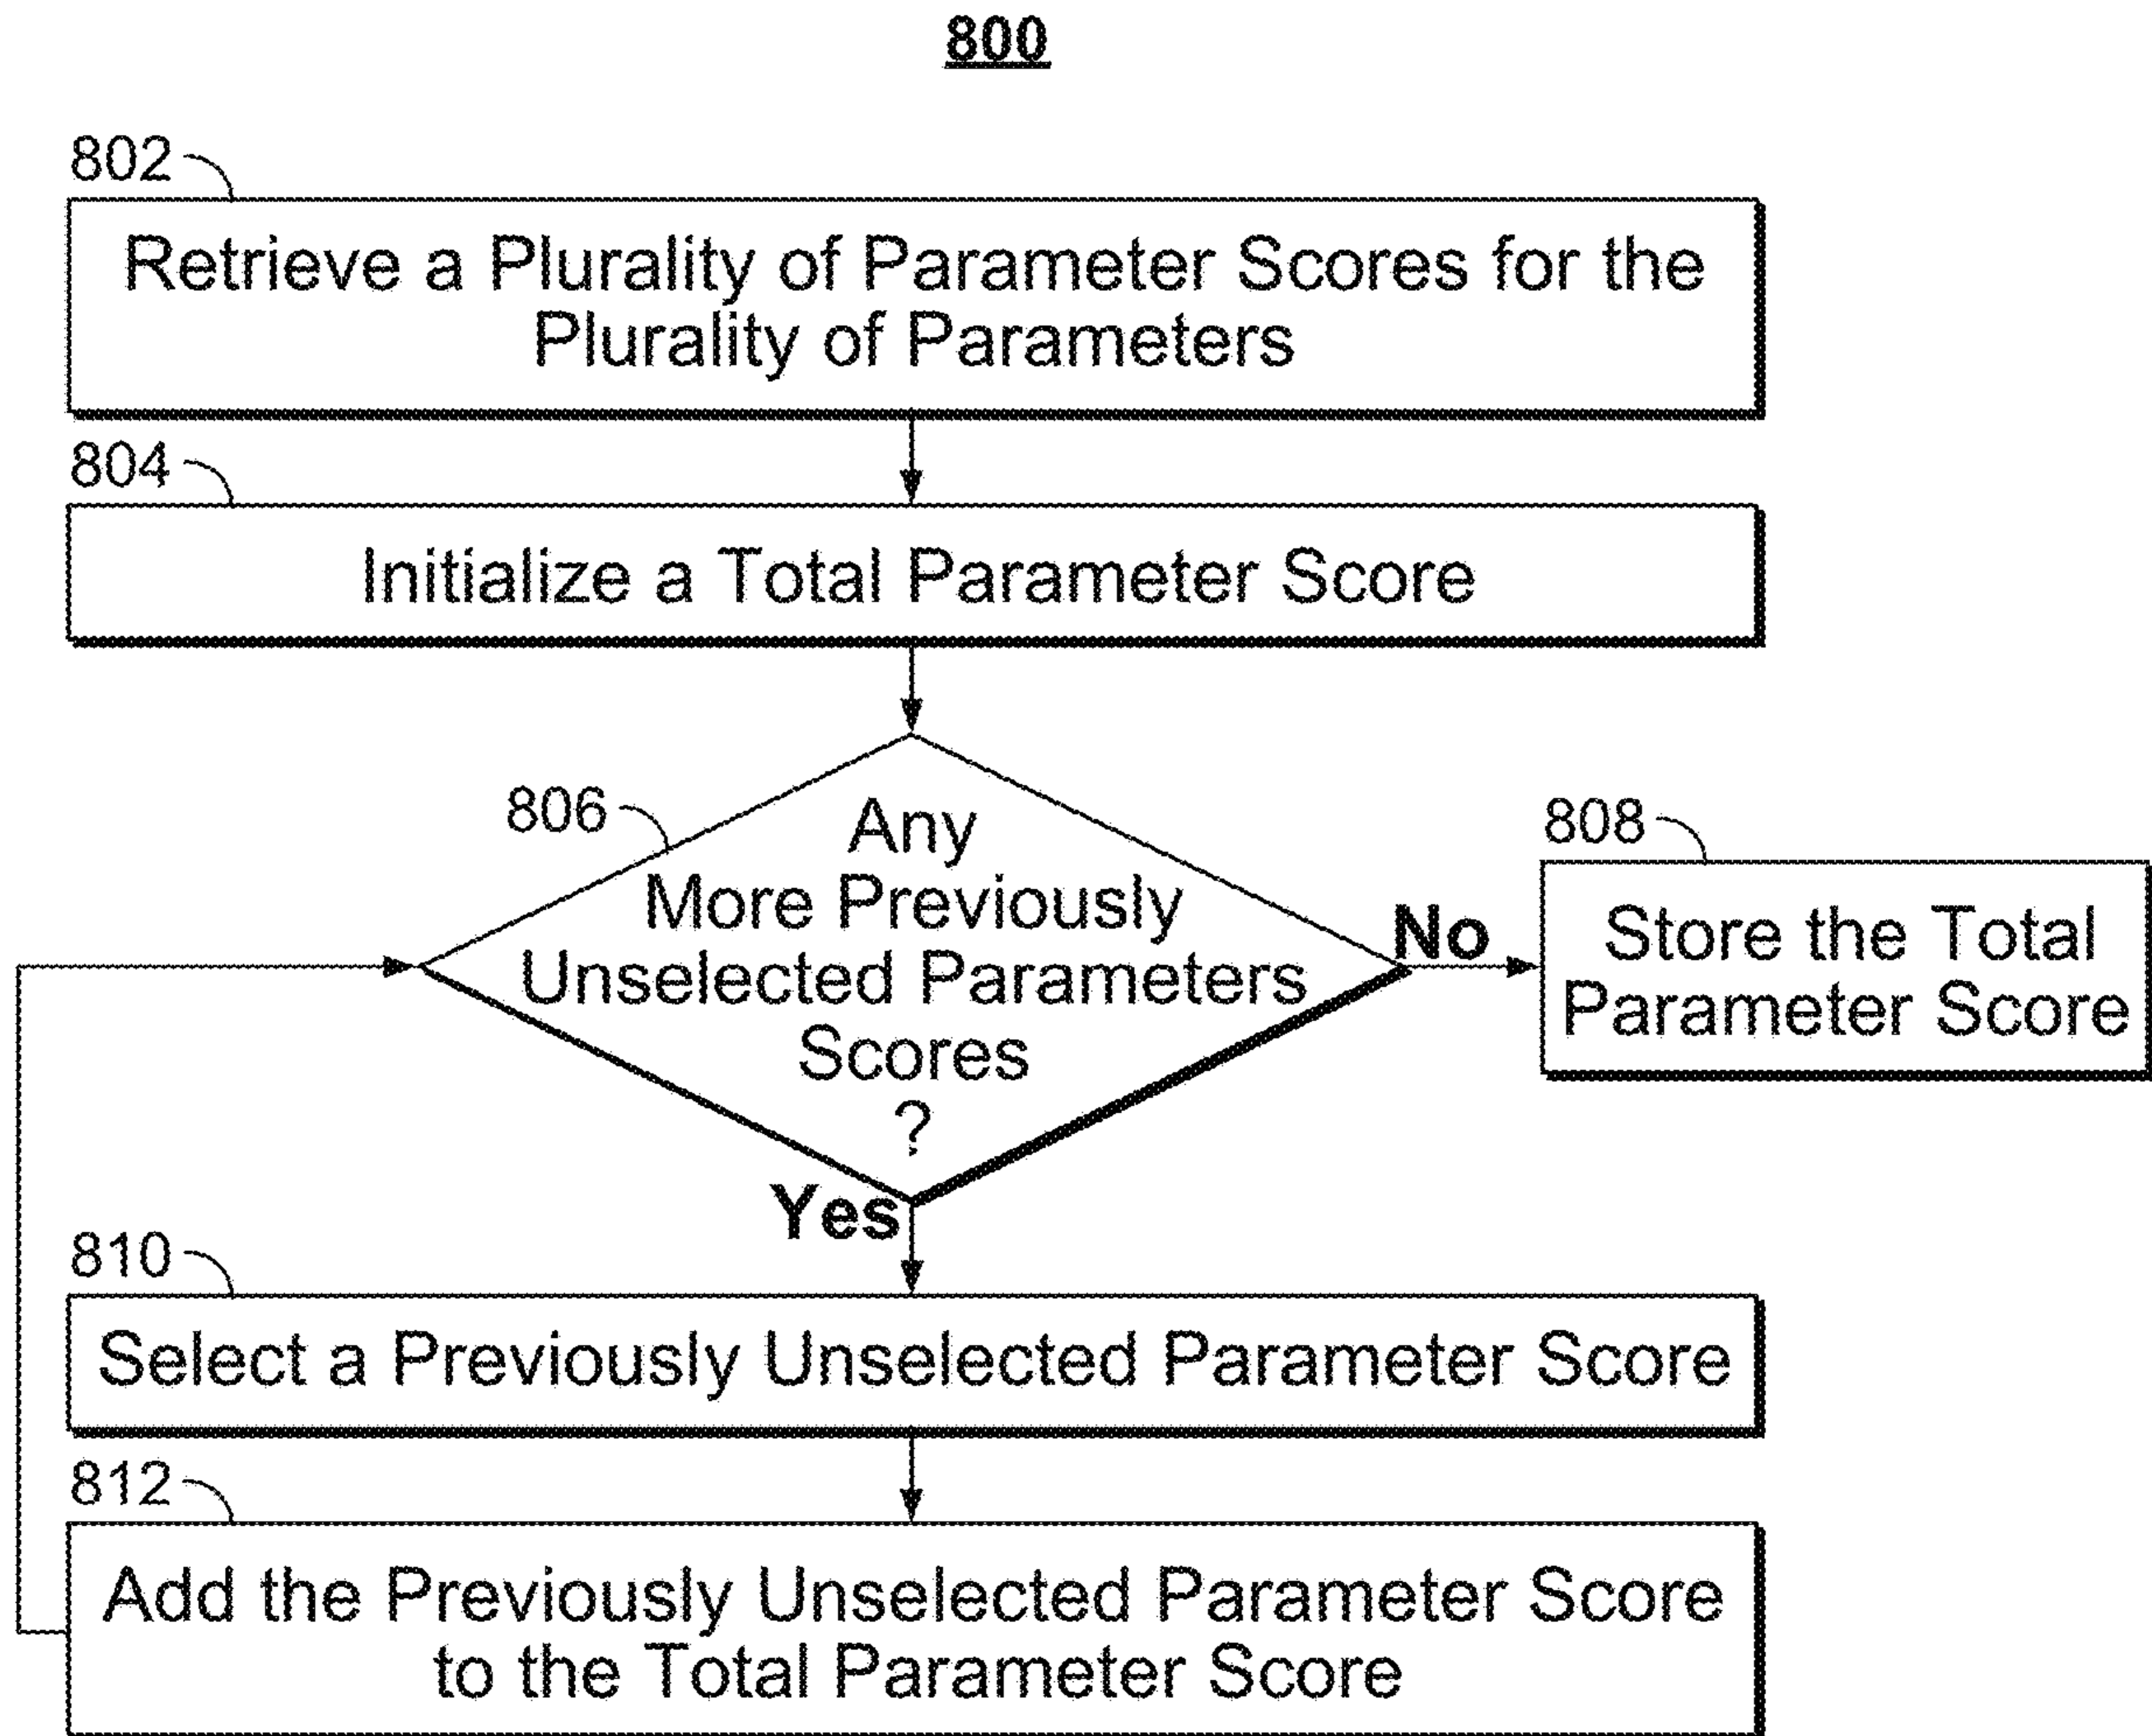 800
802
Retrieve a Plurality of Parameter Scores for the
Plurality of Parameters
804
Initialize a Total Parameter Score
806
Any
More Previously
Unselected Parameters
Scores
?
No
808
Store the Total
Parameter Score
Yes
810
Select a Previously Unselected Parameter Score
812
Add the Previously Unselected Parameter Score
to the Total Parameter Score